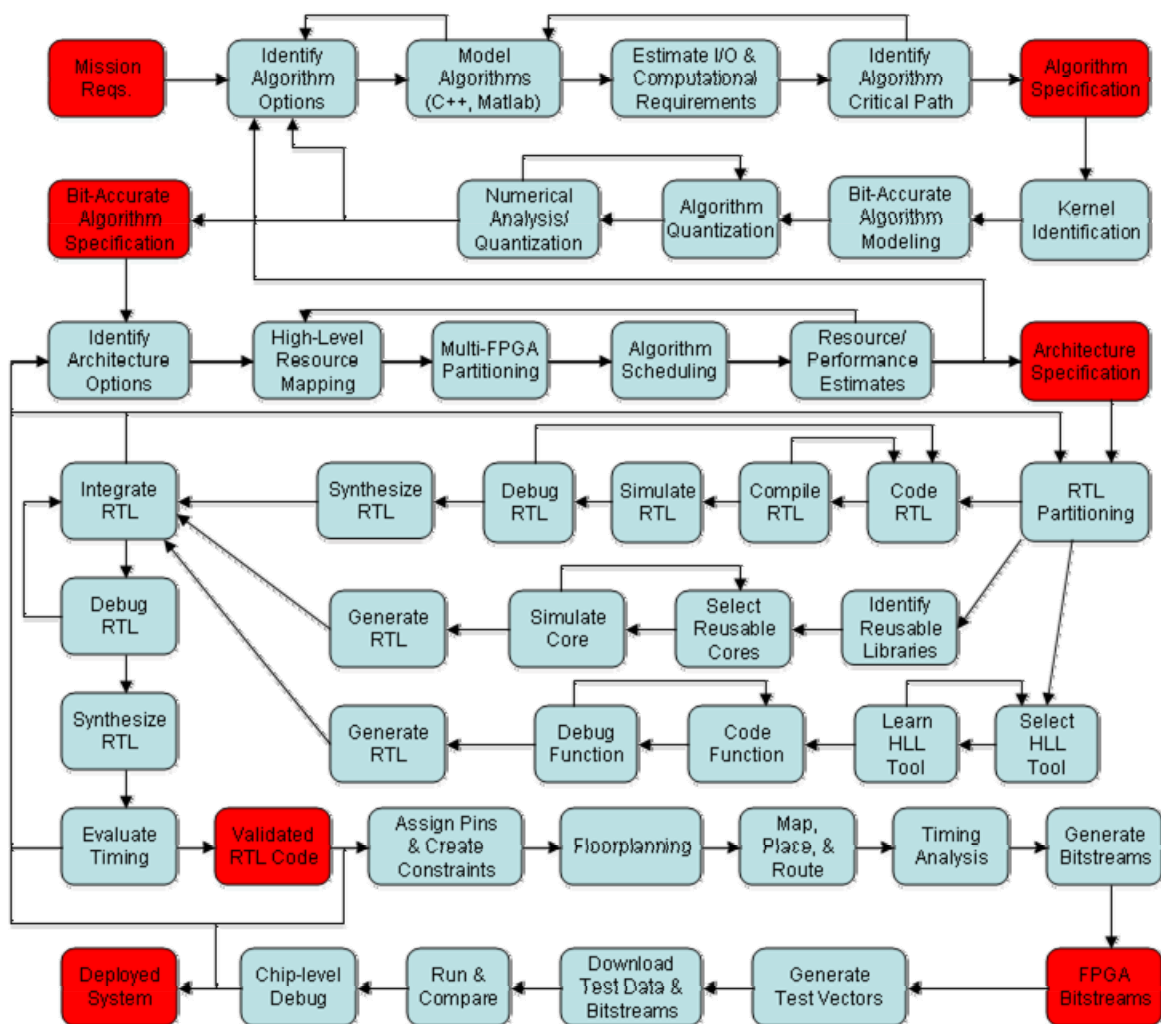 Mission
Reqs.
Identify
Algorithm
Options
Model
Algorithms
(C++, Matlab)
Estimate I/O &
Computational
Requirements
Identify
Algorithm
Critical Path
Algorithm
Specification
Bit-Accurate
Algorithm
Specification
Numerical
Analysis/
Quantization
Algorithm
Quantization
Bit-Accurate
Algorithm
Modeling
Kernel
Identification
Identify
Architecture
Options
High-Level
Resource
Mapping
Multi-FPGA
Partitioning
Algorithm
Scheduling
Resource/
Performance
Estimates
Architecture
Specification
Integrate
RTL
Synthesize
RTL
Debug
RTL
Simulate
RTL
Compile
RTL
Code
RTL
RTL
Partitioning
Debug
RTL
Generate
RTL
Simulate
Core
Select
Reusable
Cores
Identify
Reusable
Libraries
Synthesize
RTL
Generate
RTL
Debug
Function
Code
Function
Learn
HLL
Tool
Select
HLL
Tool
Evaluate
Timing
Validated
RTL Code
Assign Pins
& Create
Constraints
Floorplanning
Map,
Place, &
Route
Timing
Analysis
Generate
Bitstreams
Deployed
System
Chip-level
Debug
Run &
Compare
Download
Test Data &
Bitstreams
Generate
Test Vectors
FPGA
Bitstreams